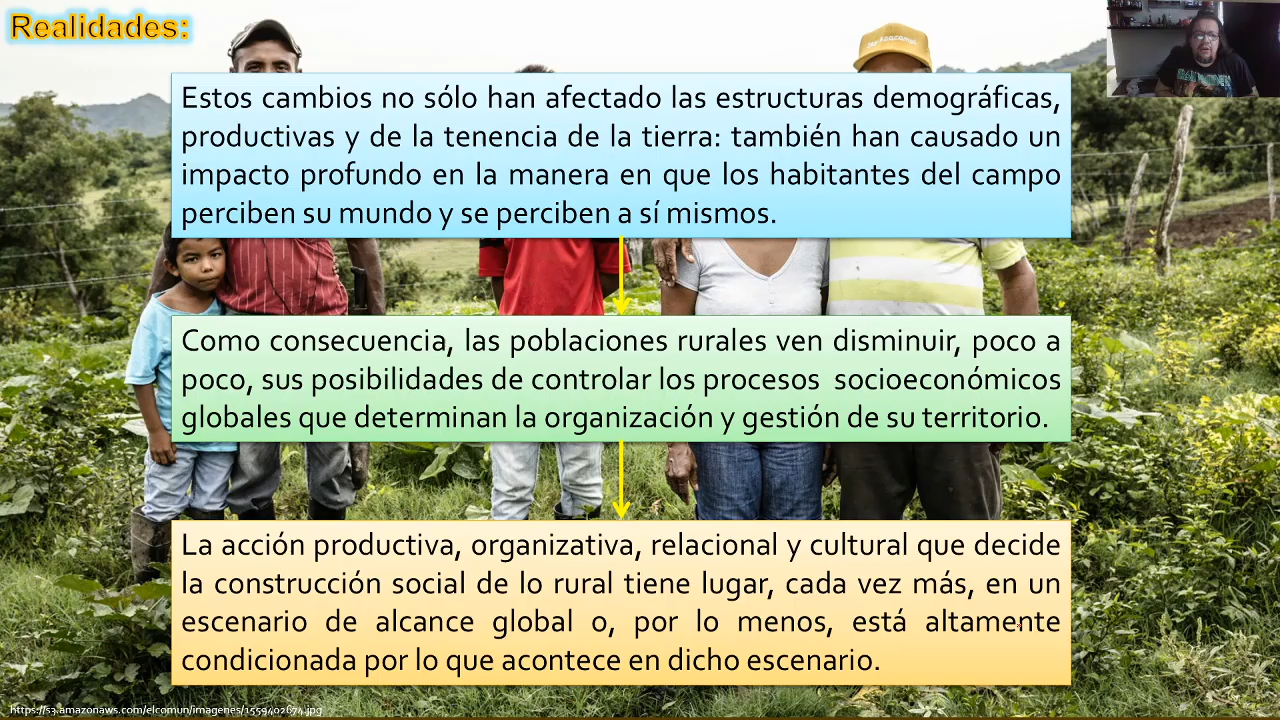 Realidades:
Estos cambios no sólo han afectado las estructuras demográficas,
productivas y de la tenencia de la tierra: también han causado un
impacto profundo en la manera en que los habitantes del campo
perciben su mundo y se perciben a sí mismos.
Como consecuencia, las poblaciones rurales ven disminuir, poco a
poco, sus posibilidades de controlar los procesos socioeconómicos
globales que determinan la organización y gestión de su territorio.
La acción productiva, organizativa, relacional y cultural que decide
la construcción social de lo rural tiene lugar, cada vez más, en un
escenario de alcance global o, por lo menos, está altamente
condicionada por lo que acontece en dicho escenario.
https://s3.amazonaws.com/elcomun/imagenes/1559402674.jpg